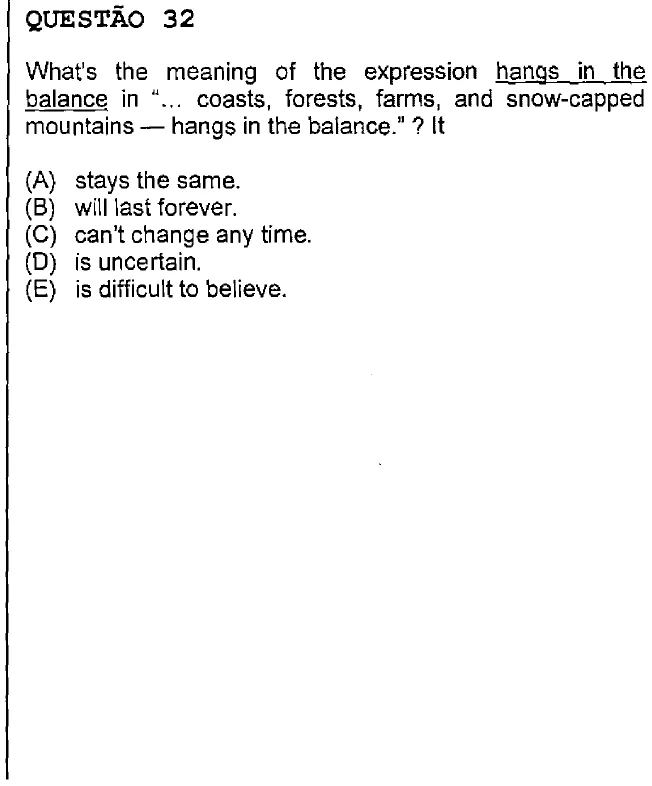 QUESTÃO 32
What's the meaning of the expression hangs in the
balance in "... coasts, forests, farms, and snow-capped
mountains — hangs in the balance." ? It
(A) stays the same.
(B) will last forever.
(C) can't change any time.
(D) is uncertain.
(E) is difficult to believe.